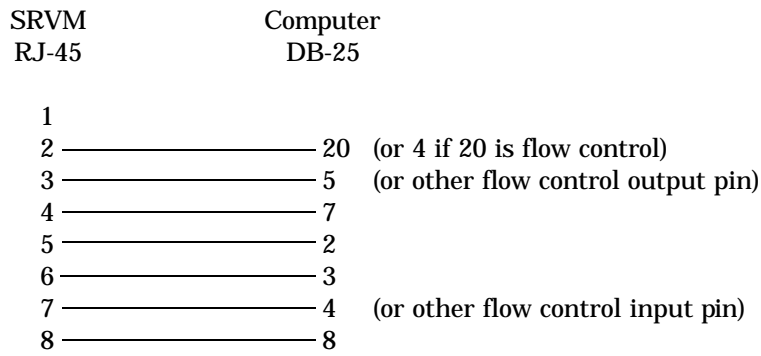 SRVM Computer
RJ-45 DB-25
1
2 20 (or 4 if 20 is flow control)
3 5 (or other flow control output pin)
4 7
5 2
6 3
7 4 (or other flow control input pin)
8 8